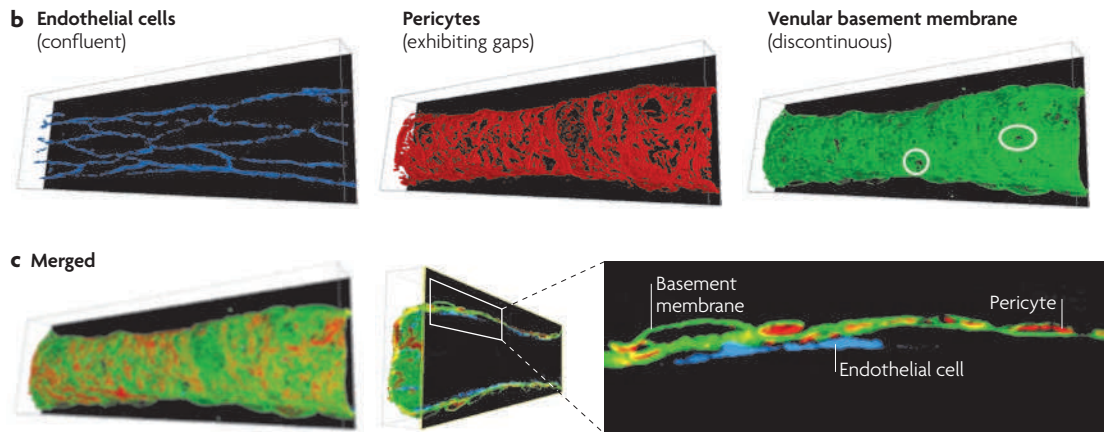 b Endothelial cells
(confluent)
Pericytes
(exhibiting gaps)
Venular basement membrane
(discontinuous)
c Merged
Basement
membrane
Pericyte
Endothelial cell